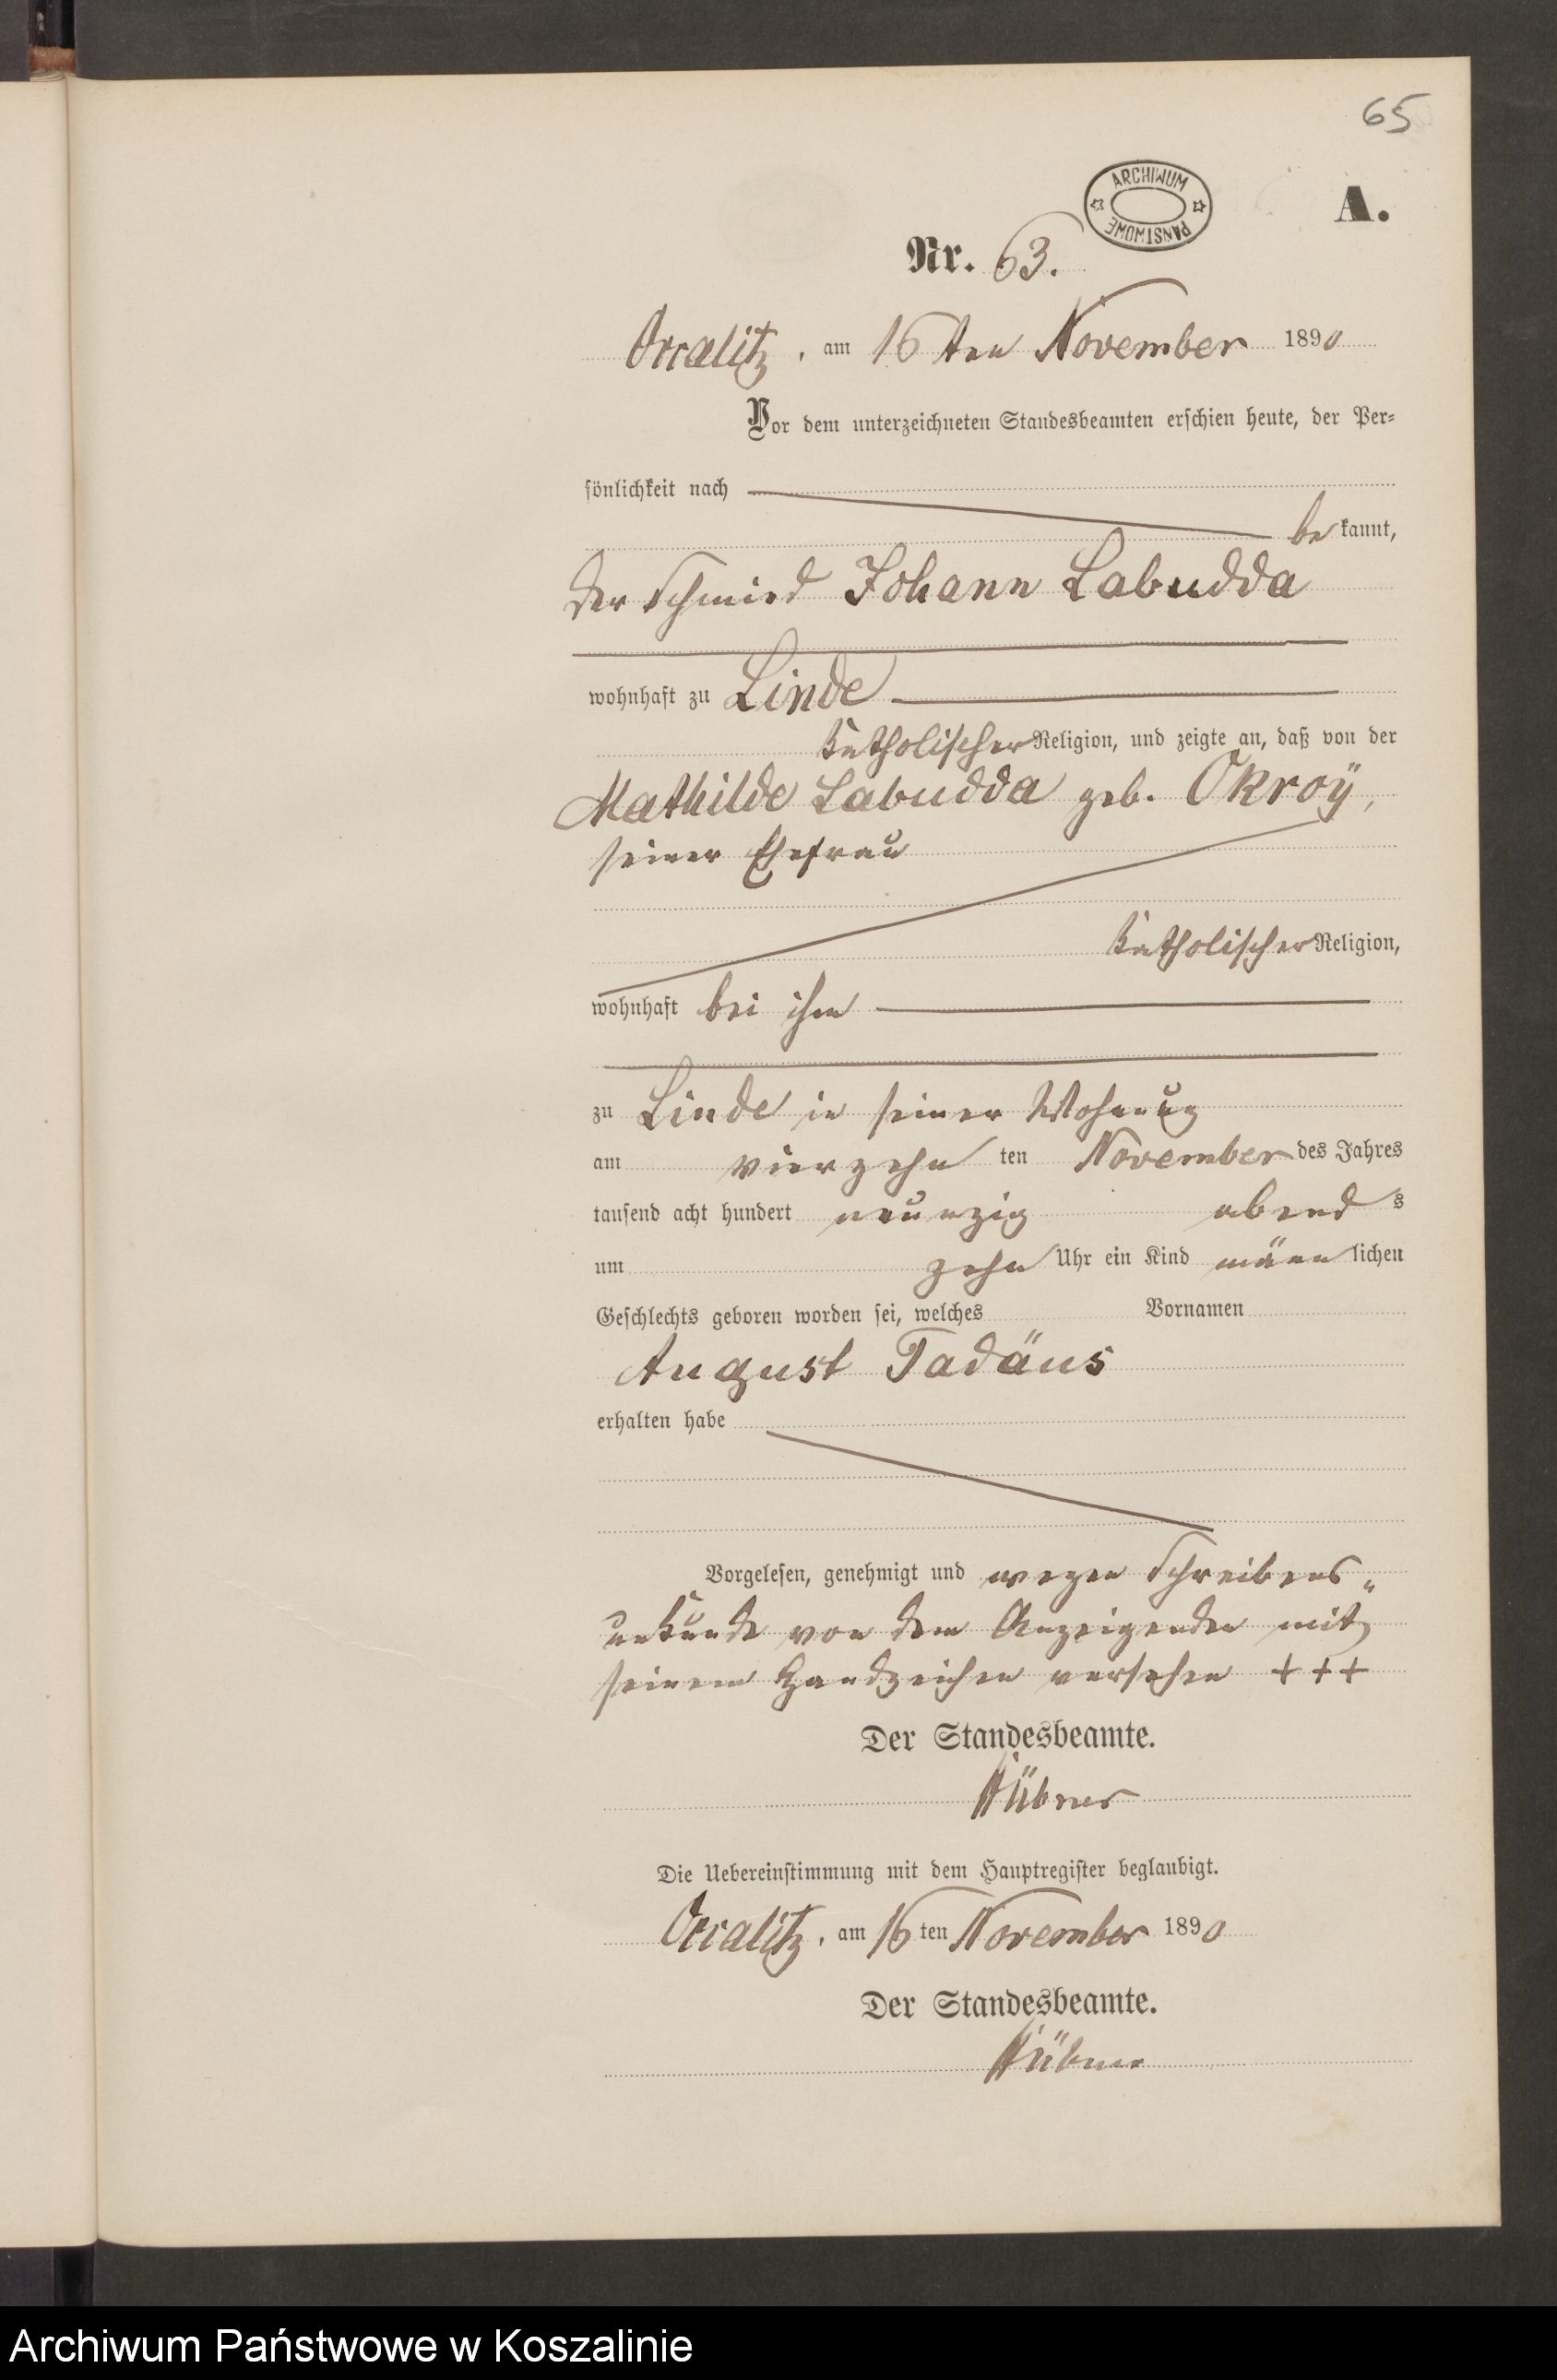 65
ARCHIWUM PAŃSTWOWE
A.
Nr. 63.
Occalitz, am 16ten November 1890
Vor dem unterzeichneten Standesbeamten erschien heute, der Per-
sönlichkeit nach
bekannt,
der Schmied Johann Labudda
wohnhaft zu Linde
katholischer Religion, und zeigte an, daß von der
Mathilde Labudda geb. Okroÿ,
seiner Ehefrau
katholischer Religion,
wohnhaft bei ihm
zu Linde in seiner Wohnung
am vierzehn ten November des Jahres
tausend acht hundert neunzig abends
um zehn Uhr ein Kind männlichen
Geschlechts geboren worden sei, welches Vornamen
August Tadäus
erhalten habe
Vorgelesen, genehmigt und wegen Schreibens-
unkunde von dem Anzeigenden mit
seinem Handzeichen versehen +++
Der Standesbeamte.
Hübner
Die Uebereinstimmung mit dem Hauptregister beglaubigt.
Occalitz, am 16ten November 1890
Der Standesbeamte.
Hübner
Archiwum Państwowe w Koszalinie